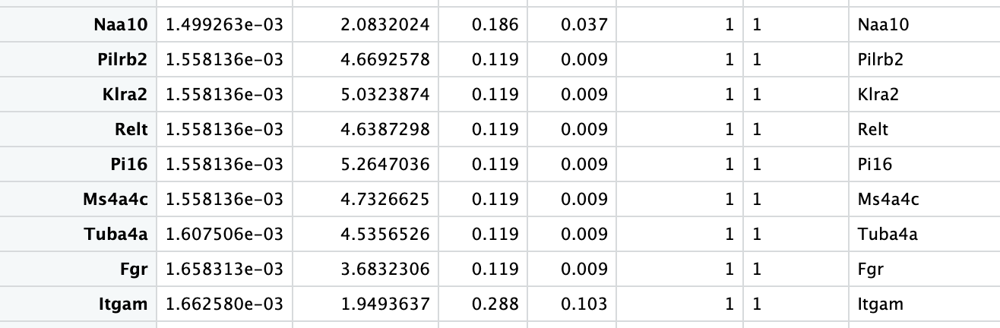 Naa10 1.499263e-03 2.0832024 0.186 0.037 1 1 Naa10
Pilrb2 1.558136e-03 4.6692578 0.119 0.009 1 1 Pilrb2
Klra2 1.558136e-03 5.0323874 0.119 0.009 1 1 Klra2
Relt 1.558136e-03 4.6387298 0.119 0.009 1 1 Relt
Pi16 1.558136e-03 5.2647036 0.119 0.009 1 1 Pi16
Ms4a4c 1.558136e-03 4.7326625 0.119 0.009 1 1 Ms4a4c
Tuba4a 1.607506e-03 4.5356526 0.119 0.009 1 1 Tuba4a
Fgr 1.658313e-03 3.6832306 0.119 0.009 1 1 Fgr
Itgam 1.662580e-03 1.9493637 0.288 0.103 1 1 Itgam